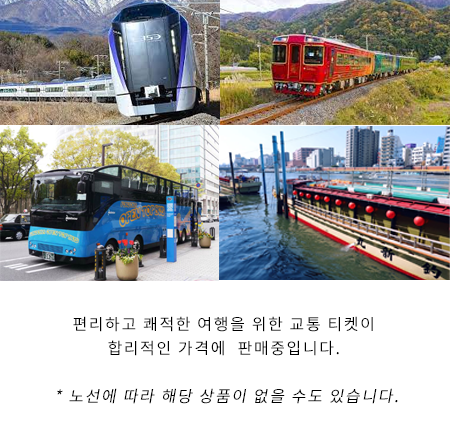 E353
편리하고 쾌적한 여행을 위한 교통 티켓이
합리적인 가격에 판매중입니다.
* 노선에 따라 해당 상품이 없을 수도 있습니다.